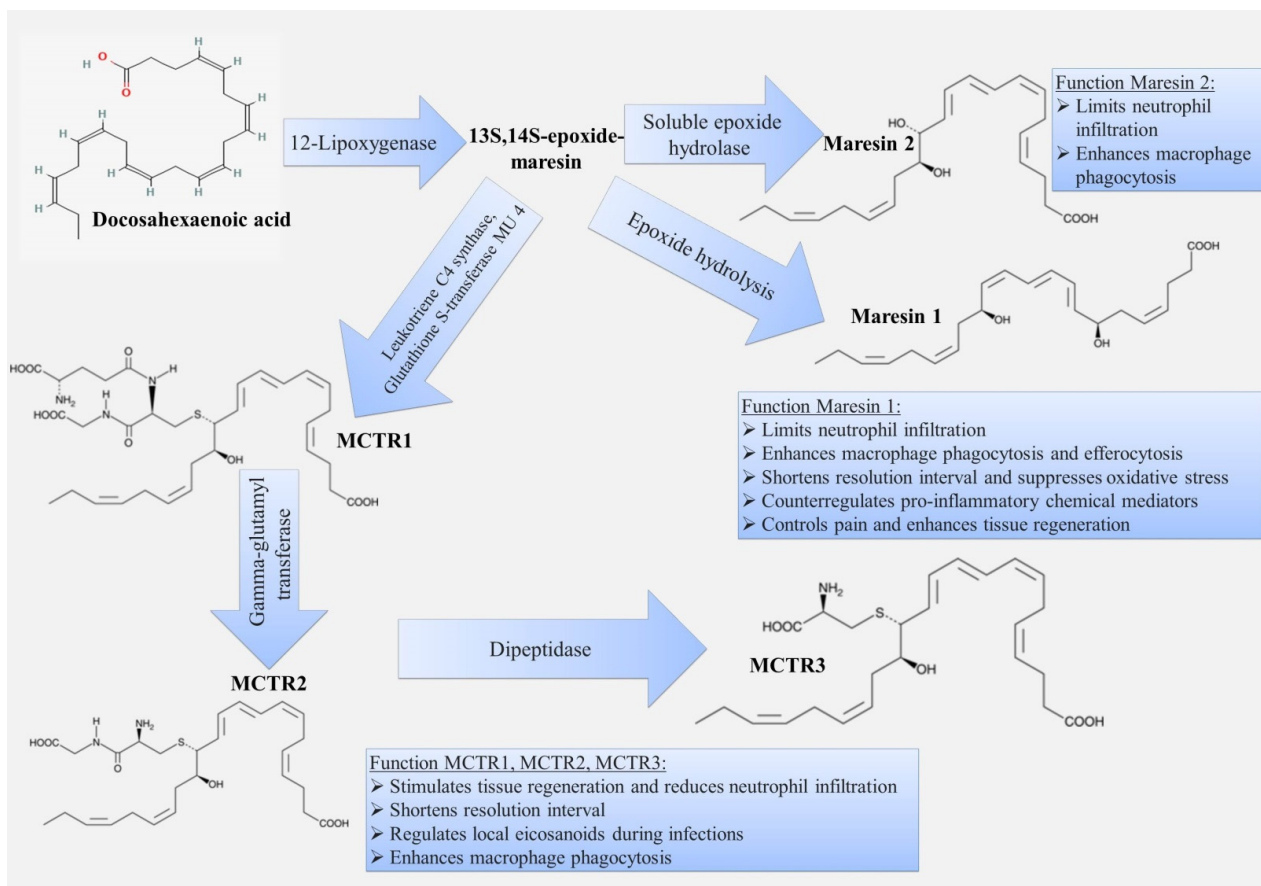 H
H
H
O
H
O
H
H
H
H
H
H
H
H
H
Docosahexaenoic acid
12-Lipoxygenase
13S,14S-epoxide-
maresin
Soluble epoxide
hydrolase
HO
Maresin 2
OH
COOH
Function Maresin 2:
➢ Limits neutrophil
infiltration
➢ Enhances macrophage
phagocytosis
Epoxide hydrolysis
Maresin 1
OH
OH
COOH
Leukotriene C4 synthase,
Glutathione S-transferase MU 4
HOOC
NH2
O
N
H
HOOC
H
N
O
S
OH
MCTR1
COOH
Function Maresin 1:
➢ Limits neutrophil infiltration
➢ Enhances macrophage phagocytosis and efferocytosis
➢ Shortens resolution interval and suppresses oxidative stress
➢ Counterregulates pro-inflammatory chemical mediators
➢ Controls pain and enhances tissue regeneration
Gamma-glutamyl
transferase
Dipeptidase
NH2
HOOC
S
OH
MCTR3
COOH
MCTR2
HOOC
H
N
O
NH2
S
OH
COOH
Function MCTR1, MCTR2, MCTR3:
➢ Stimulates tissue regeneration and reduces neutrophil infiltration
➢ Shortens resolution interval
➢ Regulates local eicosanoids during infections
➢ Enhances macrophage phagocytosis